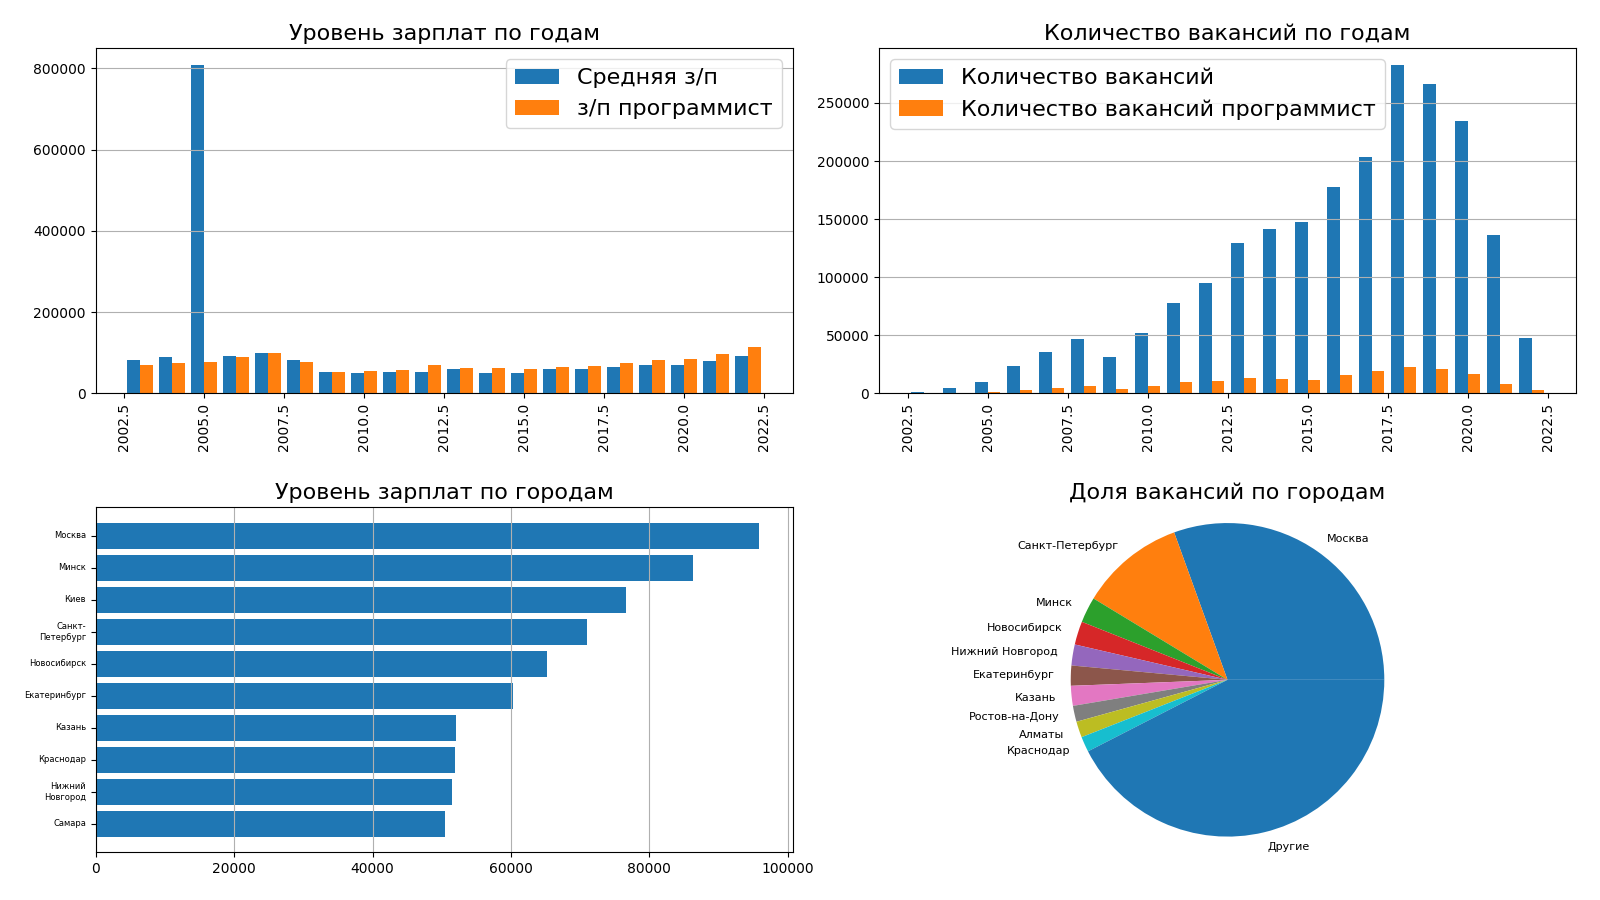 Уровень зарплат по годам
800000
600000
400000
200000
0
Средняя з/п
з/п программист
2002.5
2005.0
2007.5
2010.0
2012.5
2015.0
2017.5
2020.0
2022.5
Количество вакансий по годам
250000
200000
150000
100000
50000
0
Количество вакансий
Количество вакансий программист
2002.5
2005.0
2007.5
2010.0
2012.5
2015.0
2017.5
2020.0
2022.5
Уровень зарплат по городам
Москва
Минск
Киев
Санкт-
Петербург
Новосибирск
Екатеринбург
Казань
Краснодар
Нижний
Новгород
Самара
0
20000
40000
60000
80000
100000
Доля вакансий по городам
Москва
Санкт-Петербург
Минск
Новосибирск
Нижний Новгород
Екатеринбург
Казань
Ростов-на-Дону
Алматы
Краснодар
Другие